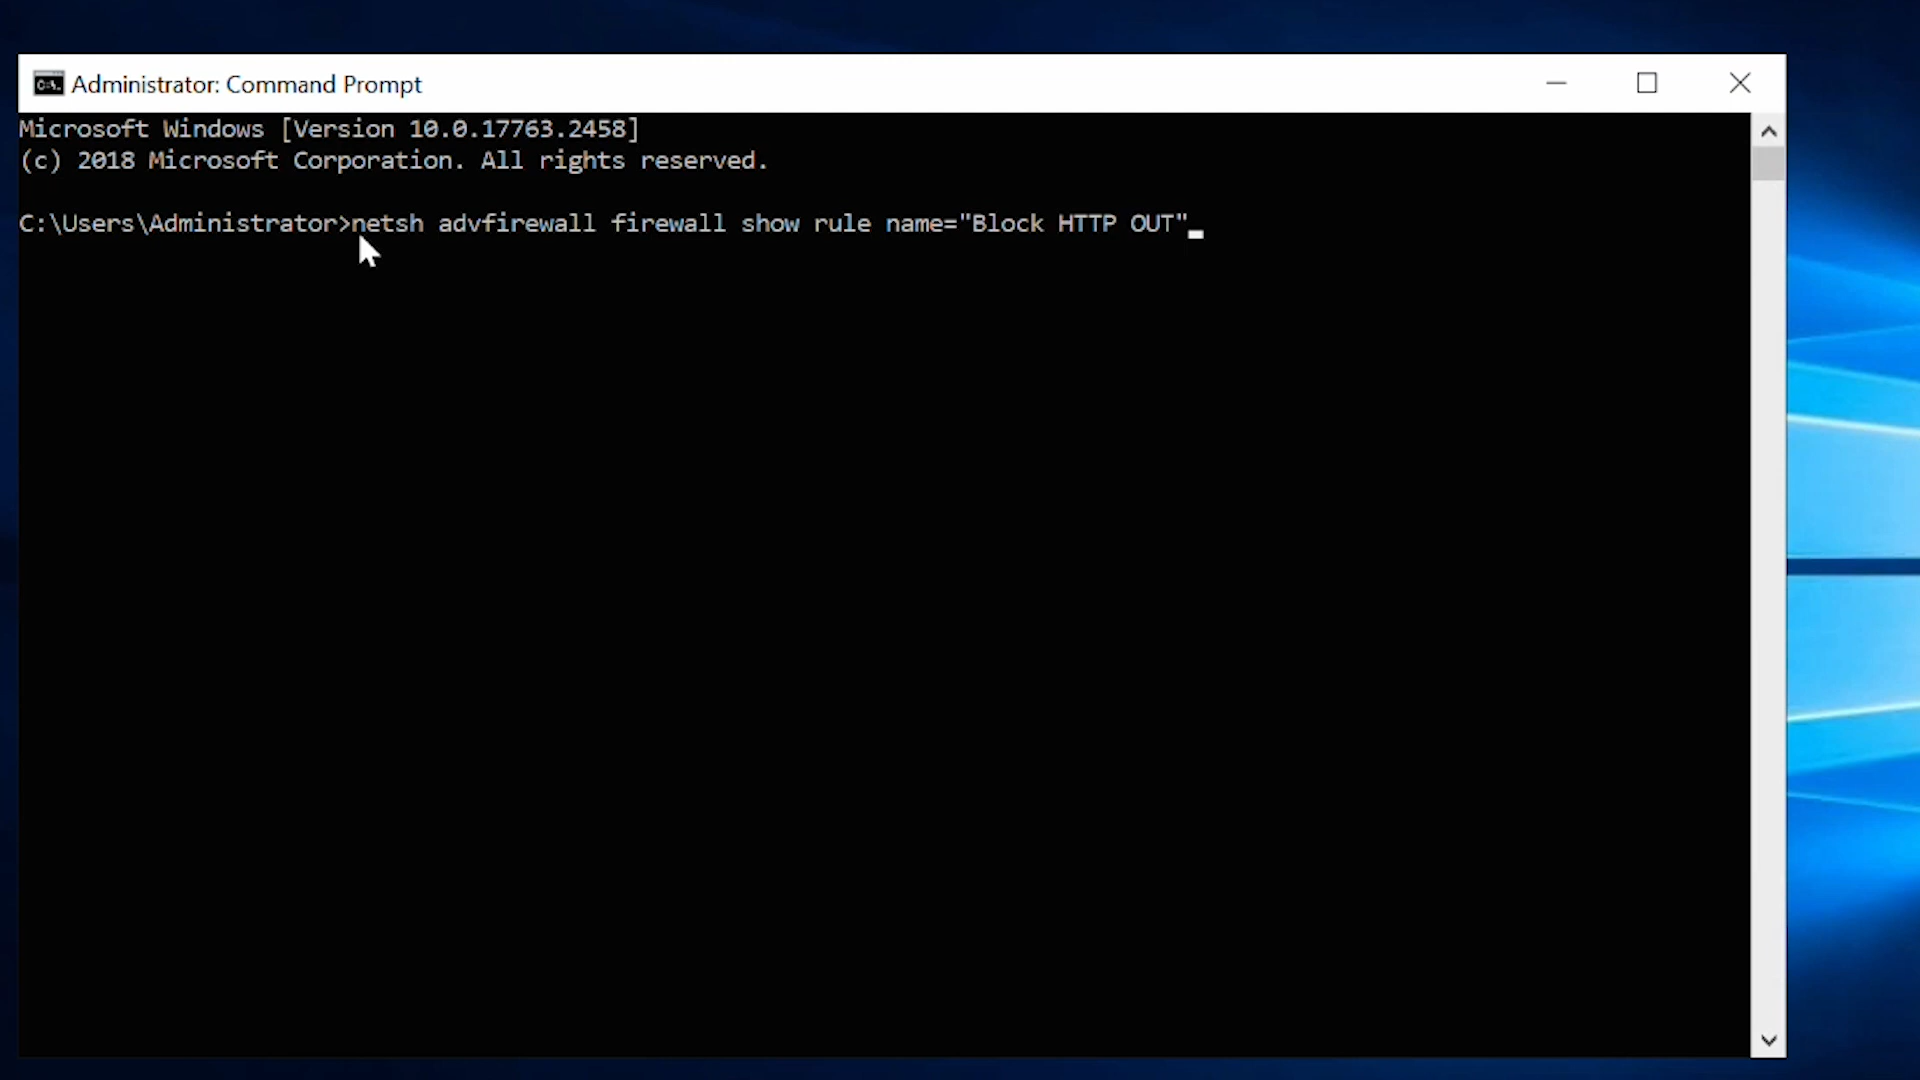 Administrator: Command Prompt
Microsoft Windows [Version 10.0.17763.2458]
(c) 2018 Microsoft Corporation. All rights reserved.
C:\Users\Administrator>netsh advfirewall firewall show rule name="Block HTTP OUT"